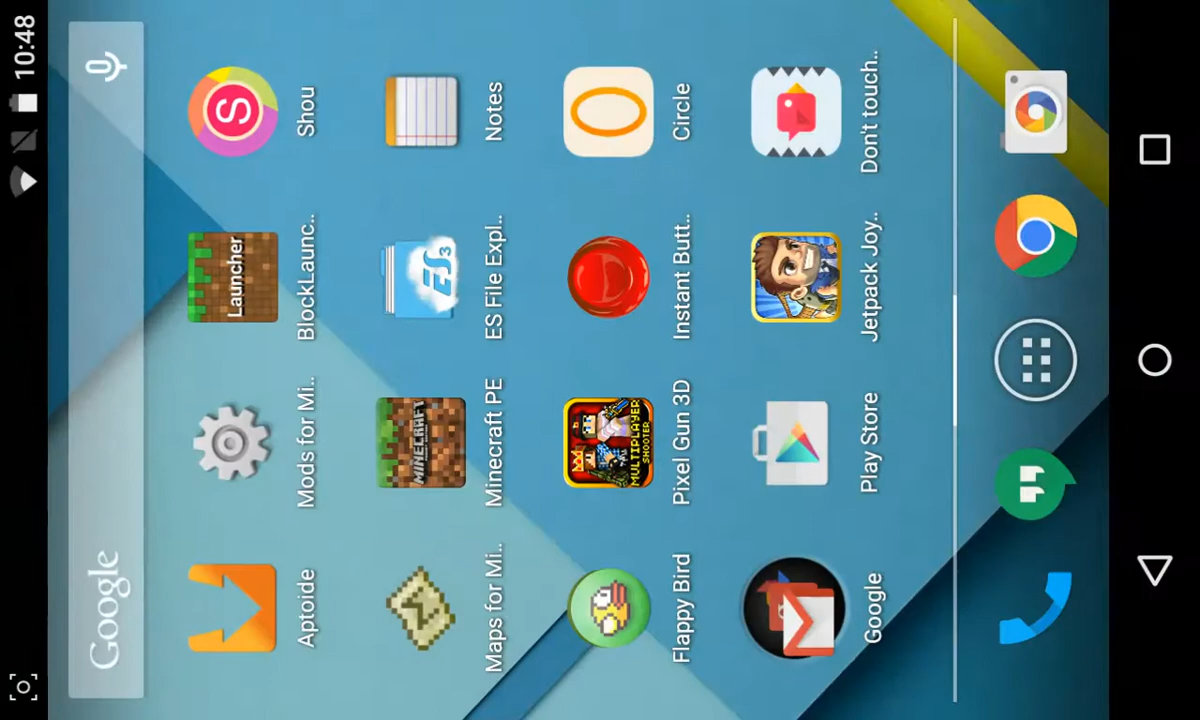 10:48
Google
Aptoide
Mods for Mi..
Launcher
BlockLaunc..
S
Shou
Maps for Mi..
MINECRAFT
Minecraft PE
ES 3
ES File Expl..
Notes
Flappy Bird
MULTIPLAYER
SHOOTER
Pixel Gun 3D
Instant Butt..
Circle
Google
Play Store
Jetpack Joy..
Don't touch..